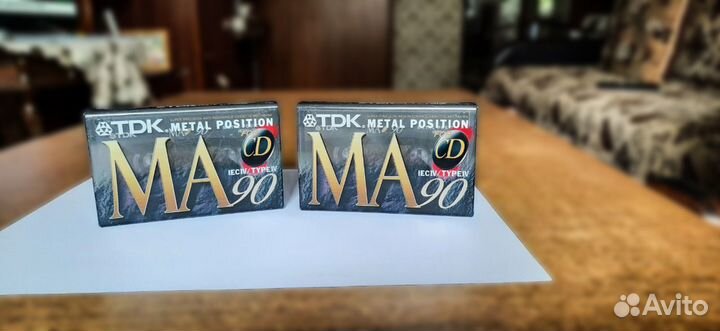 TDK METAL POSITION
MA
CD
IECIV/TYPEIV
90
TDK METAL POSITION
MA
CD
IECIV/TYPEIV
90
Avito